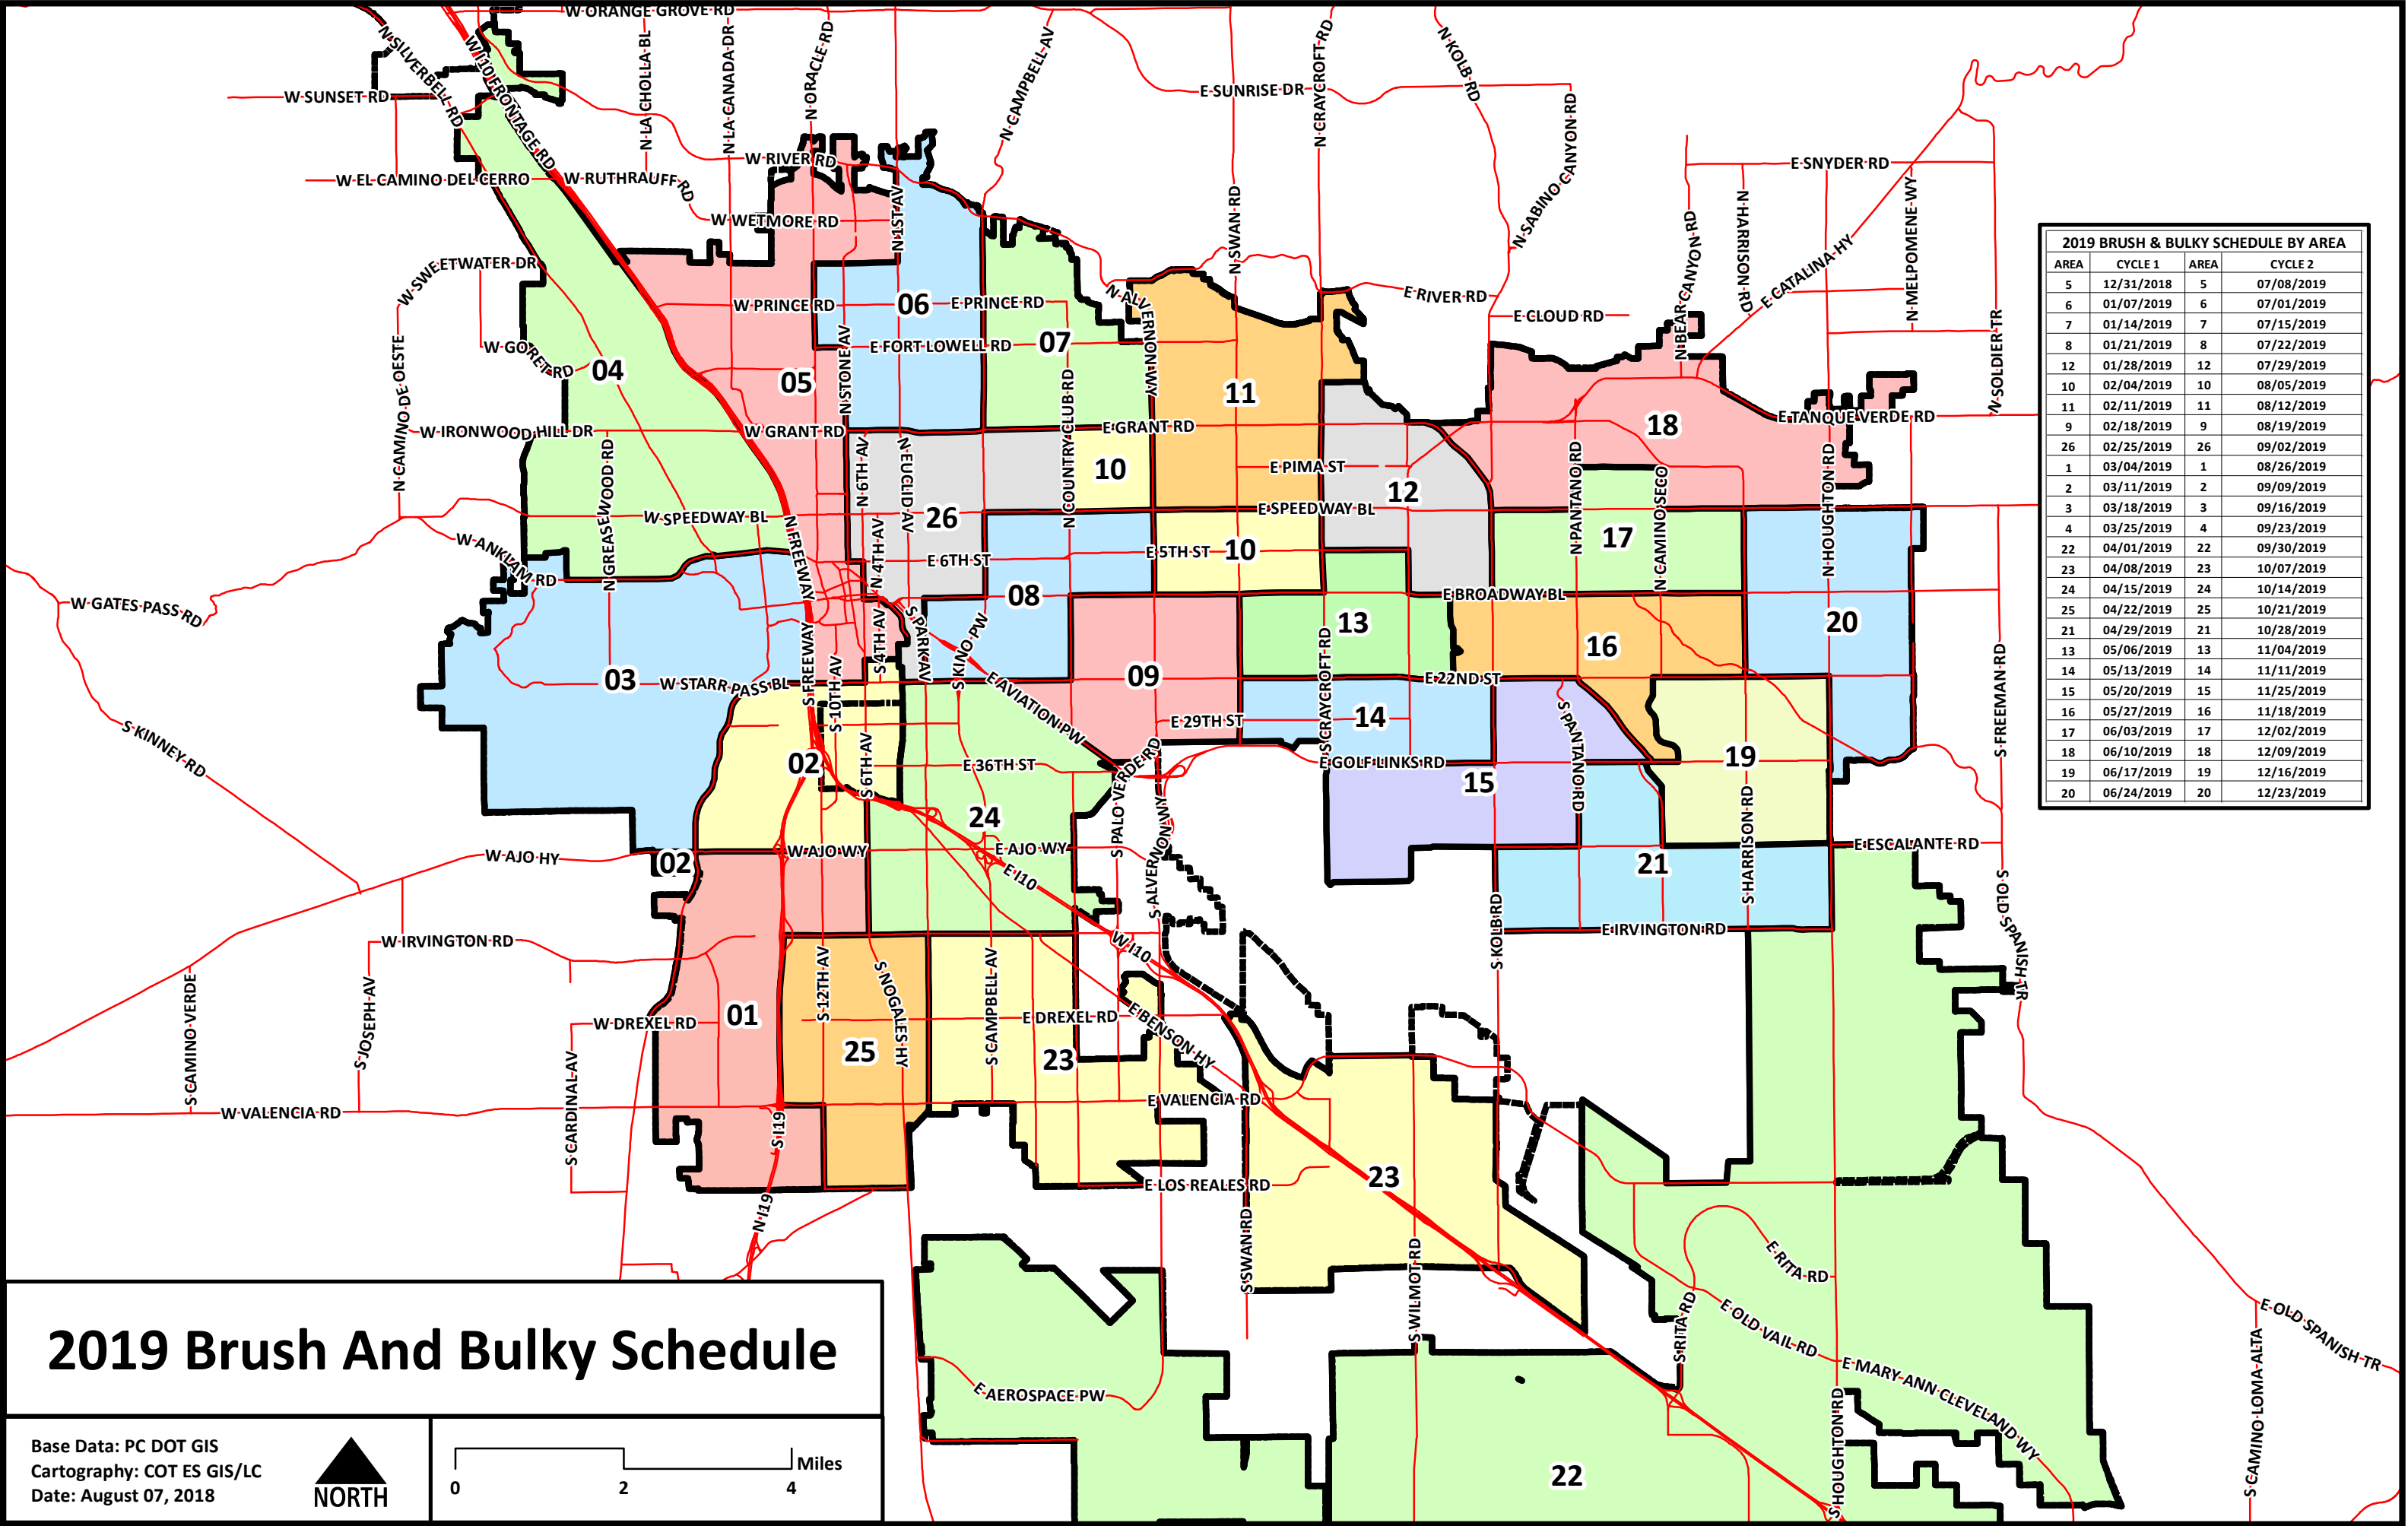 W ORANGE GROVE RD
N SILVERBELL RD
W I10 FRONTAGE RD
N LA CHOLLA BL
N LA CANADA DR
N ORACLE RD
N CAMPBELL AV
E SUNRISE DR
N CRAYCROFT RD
N KOLB RD
N SABINO CANYON RD
W SUNSET RD
W RIVER RD
E SNYDER RD
W EL CAMINO DEL CERRO
W RUTHRAUFF RD
W WETMORE RD
N 1ST AV
N SWAN RD
N BEAR CANYON RD
N HARRISON RD
E CATALINA HY
N MELPOMENE WY
N SOLDIER TR
W SWEETWATER DR
W PRINCE RD
06
E PRINCE RD
N ALVERNON WY
E RIVER RD
E CLOUD RD
W GORET RD
N CAMINO DE OESTE
04
05
N STONE AV
E FORT LOWELL RD
07
N COUNTRY CLUB RD
11
18
E TANQUE VERDE RD
W IRONWOOD HILL DR
W GRANT RD
E GRANT RD
N GREASEWOOD RD
N 6TH AV
N EUCLID AV
10
E PIMA ST
12
N PANTANO RD
N CAMINO SECO
N HOUGHTON RD
W SPEEDWAY BL
N FREEWAY
26
E SPEEDWAY BL
17
W ANKLAM RD
N 4TH AV
E 6TH ST
E 5TH ST
10
W GATES PASS RD
08
E BROADWAY BL
20
S FREEWAY
S 4TH AV
S PARK AV
S KINO PW
13
16
03
W STARR PASS BL
S 10TH AV
E AVIATION PW
09
S CRAYCROFT RD
E 22ND ST
S FREEMAN RD
S KINNEY RD
E 29TH ST
14
S PANTANO RD
02
S 6TH AV
E 36TH ST
S PALO VERDE RD
E GOLF LINKS RD
15
19
24
S HARRISON RD
W AJO HY
02
W AJO WY
E AJO WY
E I10
S ALVERNON WY
21
E ESCALANTE RD
S OLD SPANISH TR
W IRVINGTON RD
W I10
S KOLB RD
E IRVINGTON RD
S CAMINO VERDE
S JOSEPH AV
W DREXEL RD
01
S 12TH AV
S NOGALES HY
S CAMPBELL AV
E DREXEL RD
E BENSON HY
25
23
S CARDINAL AV
W VALENCIA RD
S I19
E VALENCIA RD
E LOS REALES RD
23
N I19
S SWAN RD
S WILMOT RD
E RITA RD
S RITA RD
E OLD VAIL RD
E MARY ANN CLEVELAND WY
E AEROSPACE PW
22
S HOUGHTON RD
S CAMINO LOMA ALTA
E OLD SPANISH TR
2019 BRUSH & BULKY SCHEDULE BY AREA
AREA CYCLE 1 AREA CYCLE 2
5 12/31/2018 5 07/08/2019
6 01/07/2019 6 07/01/2019
7 01/14/2019 7 07/15/2019
8 01/21/2019 8 07/22/2019
12 01/28/2019 12 07/29/2019
10 02/04/2019 10 08/05/2019
11 02/11/2019 11 08/12/2019
9 02/18/2019 9 08/19/2019
26 02/25/2019 26 09/02/2019
1 03/04/2019 1 08/26/2019
2 03/11/2019 2 09/09/2019
3 03/18/2019 3 09/16/2019
4 03/25/2019 4 09/23/2019
22 04/01/2019 22 09/30/2019
23 04/08/2019 23 10/07/2019
24 04/15/2019 24 10/14/2019
25 04/22/2019 25 10/21/2019
21 04/29/2019 21 10/28/2019
13 05/06/2019 13 11/04/2019
14 05/13/2019 14 11/11/2019
15 05/20/2019 15 11/25/2019
16 05/27/2019 16 11/18/2019
17 06/03/2019 17 12/02/2019
18 06/10/2019 18 12/09/2019
19 06/17/2019 19 12/16/2019
20 06/24/2019 20 12/23/2019
2019 Brush And Bulky Schedule
Base Data: PC DOT GIS
Cartography: COT ES GIS/LC
Date: August 07, 2018
NORTH
Miles
0 2 4